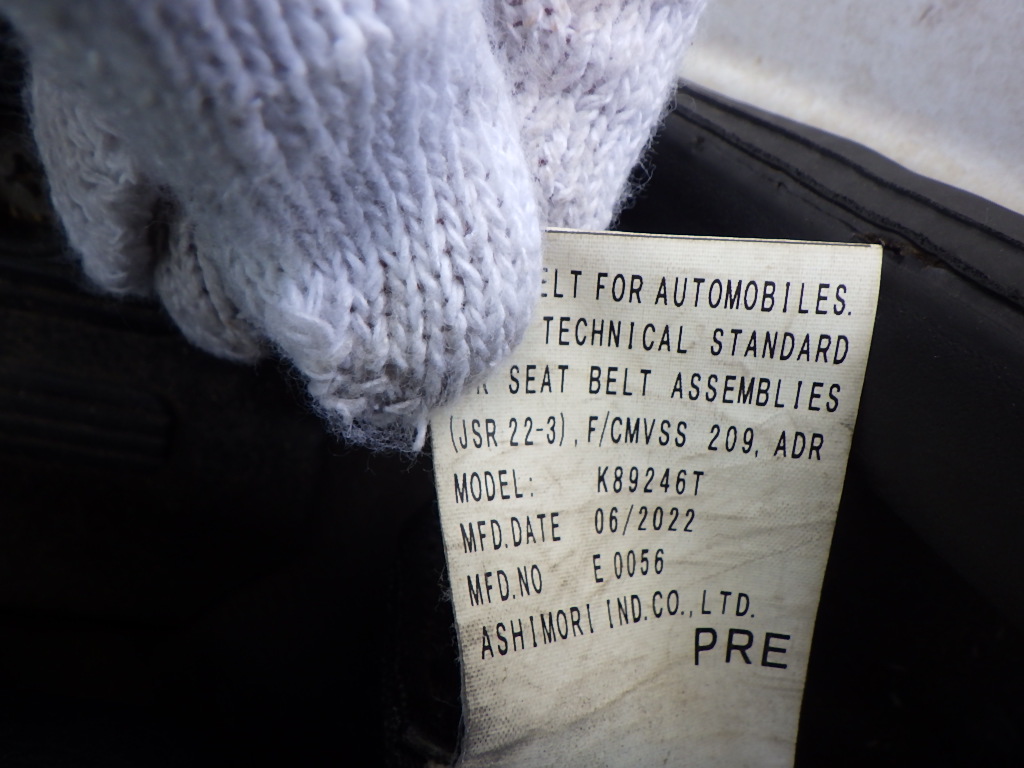 ELT FOR AUTOMOBILES.
TECHNICAL STANDARD
R SEAT BELT ASSEMBLIES
(JSR 22-3), F/CMVSS 209, ADR
MODEL: K89246T
MFD.DATE 06/2022
MFD.NO E 0056
ASHIMORI IND.CO.,LTD.
PRE